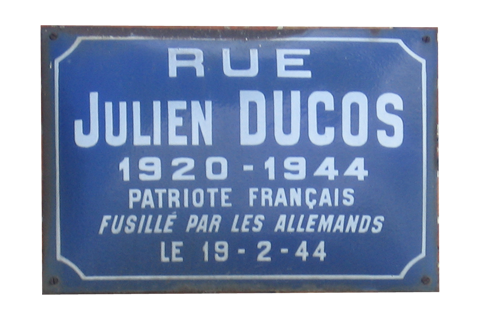 RUE
JULIEN DUCOS
1920-1944
PATRIOTE FRANÇAIS
FUSILLÉ PAR LES ALLEMANDS
LE 19-2-44